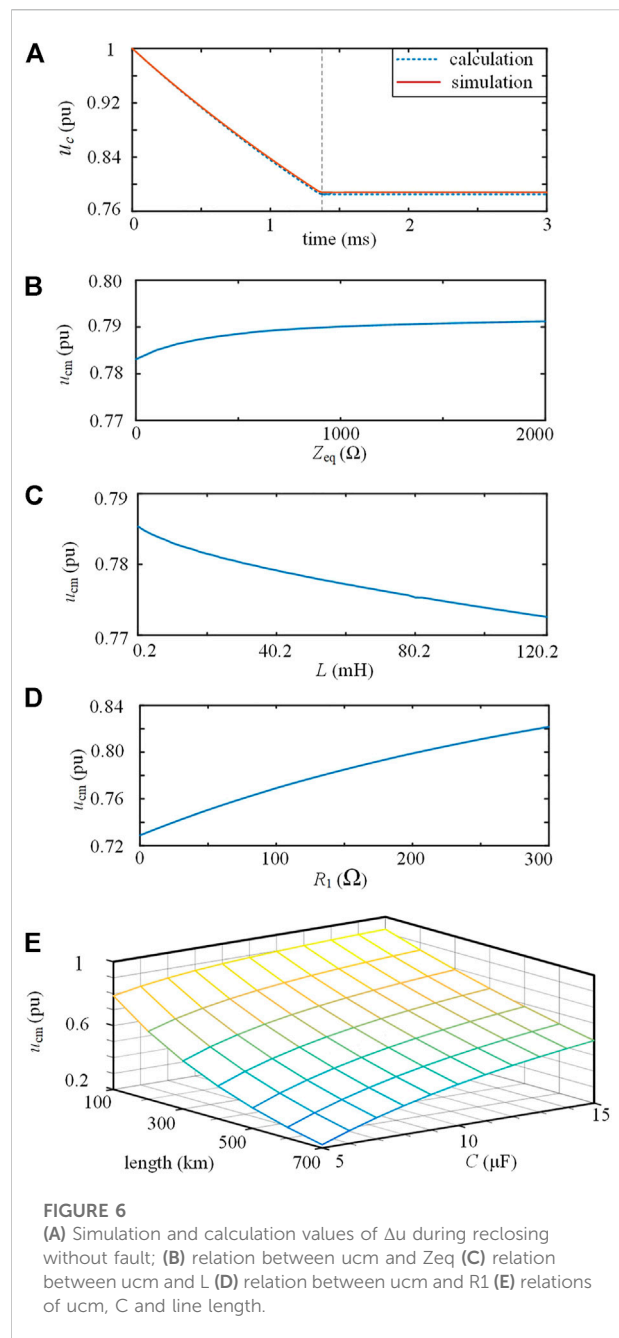 A
1
0.92
0.84
0.76
u_c (pu)
calculation
simulation
0 1 2 3
time (ms)
B
0.80
0.79
0.78
0.77
u_cm (pu)
0 1000 2000
Z_eq (Ω)
C
0.79
0.78
0.77
u_cm (pu)
0.2 40.2 80.2 120.2
L (mH)
D
0.84
0.80
0.76
0.72
u_cm (pu)
0 100 200 300
R_1 (Ω)
E
1
0.6
0.2
u_cm (pu)
100 300 500 700
length (km)
5 10 15
C (μF)
FIGURE 6
(A) Simulation and calculation values of Δu during reclosing
without fault; (B) relation between ucm and Zeq (C) relation
between ucm and L (D) relation between ucm and R1 (E) relations
of ucm, C and line length.